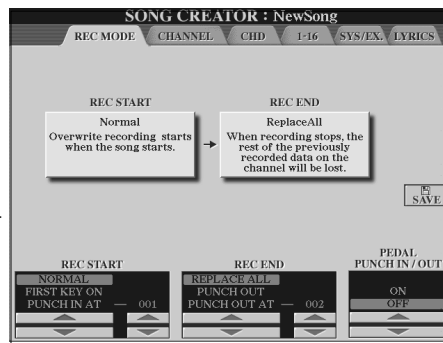 SONG CREATOR : NewSong
REC MODE CHANNEL CHD 1-16 SYS/EX. LYRICS
REC START REC END
Normal
Overwrite recording starts
when the song starts.
ReplaceAll
When recording stops, the
rest of the previously
recorded data on the
channel will be lost.
SAVE
REC START
NORMAL
FIRST KEY ON
PUNCH IN AT — 001
REC END
REPLACE ALL
PUNCH OUT
PUNCH OUT AT — 002
PEDAL
PUNCH IN / OUT
ON
OFF